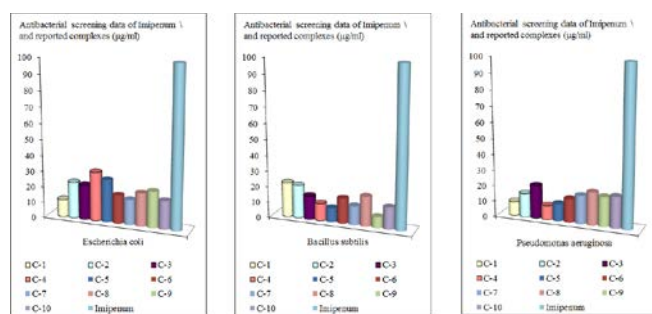 Antibacterial screening data of Imipenum \
and reported complexes (µg/ml)
100
90
80
70
60
50
40
30
20
10
0
Escherichia coli
C-1 C-2 C-3
C-4 C-5 C-6
C-7 C-8 C-9
C-10 Imipenum
Antibacterial screening data of Imipenum \
and reported complexes (µg/ml)
100
90
80
70
60
50
40
30
20
10
0
Bacillus subtilis
C-1 C-2 C-3
C-4 C-5 C-6
C-7 C-8 C-9
C-10 Imipenum
Antibacterial screening data of Imipenum \
and reported complexes (µg/ml)
100
90
80
70
60
50
40
30
20
10
0
Pseudomonas aeruginosa
C-1 C-2 C-3
C-4 C-5 C-6
C-7 C-8 C-9
C-10 Imipenum